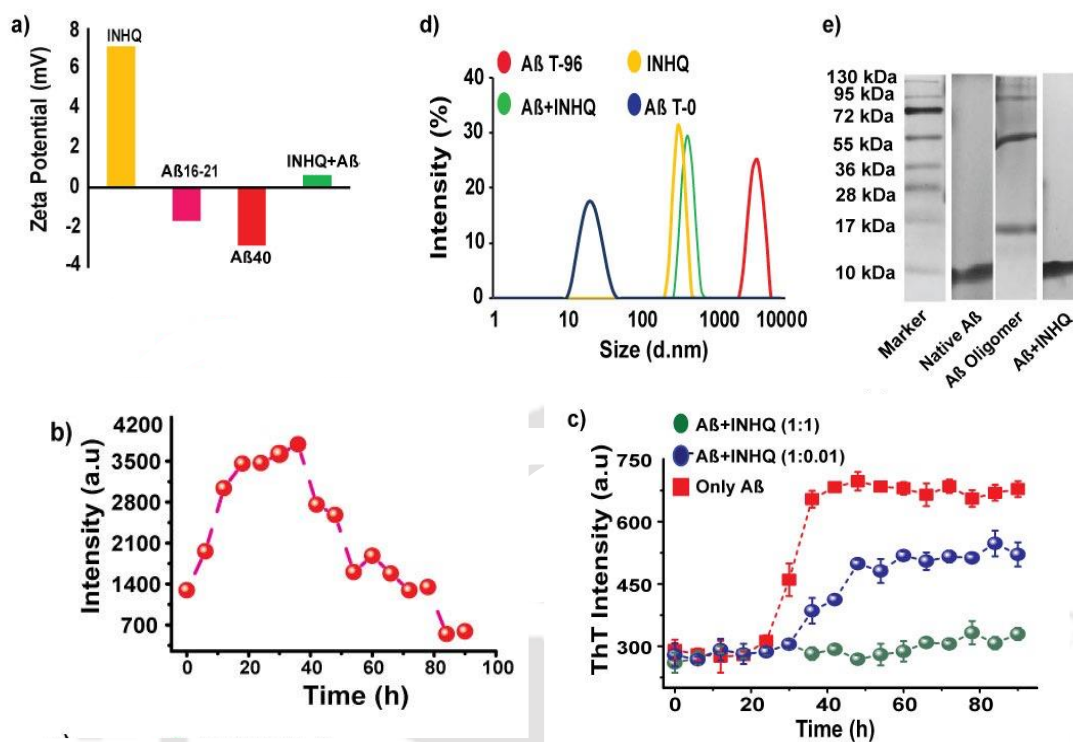 a)
INHQ
Zeta Potential (mV)
8
6
4
2
0
-2
-4
Aß16-21
Aß40
INHQ+Aß
d)
Aß T-96
INHQ
Aß+INHQ
Aß T-0
Intensity (%)
40
30
20
10
0
1
10
100
1000
10000
Size (d.nm)
e)
130 kDa
95 kDa
72 kDa
55 kDa
36 kDa
28 kDa
17 kDa
10 kDa
Marker
Native Aß
Aß Oligomer
Aß+INHQ
b)
Intensity (a.u)
4200
3500
2800
2100
1400
700
0
20
40
60
80
100
Time (h)
c)
Aß+INHQ (1:1)
Aß+INHQ (1:0.01)
Only Aß
ThT Intensity (a.u)
750
600
450
300
0
20
40
60
80
Time (h)